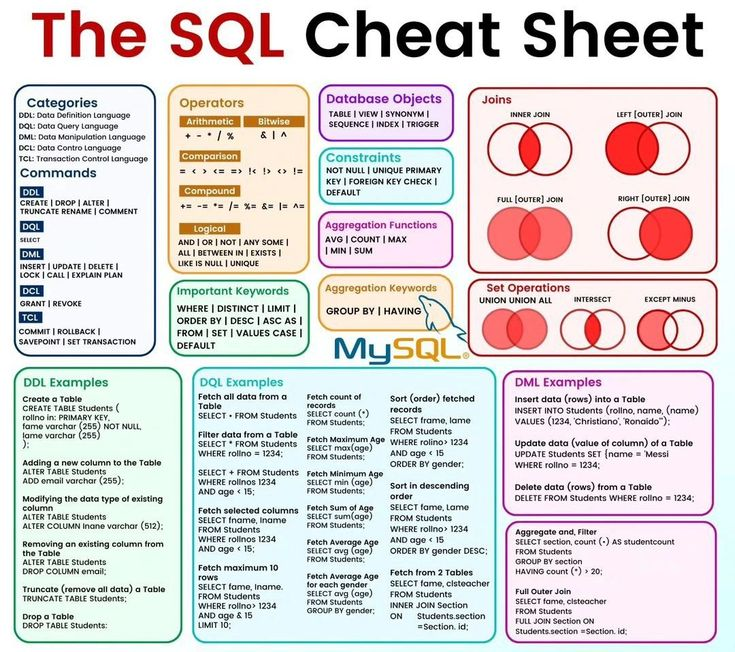 The SQL Cheat Sheet
Categories
DDL: Data Definition Language
DQL: Data Query Language
DML: Data Manipulation Language
DCL: Data Contro Language
TCL: Transaction Control Language
Commands
DDL
CREATE | DROP | ALTER |
TRUNCATE RENAME | COMMENT
DQL
SELECT
DML
INSERT | UPDATE | DELETE |
LOCK | CALL | EXPLAIN PLAN
DCL
GRANT | REVOKE
TCL
COMMIT | ROLLBACK |
SAVEPOINT | SET TRANSACTION
Operators
Arithmetic Bitwise
+ - * / % & | ^
Comparison
= < > <= => !< !> <> !=
Compound
+= -= *= /= %= &= |= ^=
Logical
AND | OR | NOT | ANY SOME |
ALL | BETWEEN IN | EXISTS |
LIKE IS NULL | UNIQUE
Important Keywords
WHERE | DISTINCT | LIMIT |
ORDER BY | DESC | ASC AS |
FROM | SET | VALUES CASE |
DEFAULT
Database Objects
TABLE | VIEW | SYNONYM |
SEQUENCE | INDEX | TRIGGER
Constraints
NOT NULL | UNIQUE PRIMARY
KEY | FOREIGN KEY CHECK |
DEFAULT
Aggregation Functions
AVG | COUNT | MAX
| MIN | SUM
Aggregation Keywords
GROUP BY | HAVING
MySQL®
Joins
INNER JOIN LEFT [OUTER] JOIN
FULL [OUTER] JOIN RIGHT [OUTER] JOIN
Set Operations
UNION UNION ALL INTERSECT EXCEPT MINUS
DDL Examples
Create a Table
CREATE TABLE Students (
rollno in: PRIMARY KEY,
fame varchar (255) NOT NULL,
lame varchar (255)
);
Adding a new column to the Table
ALTER TABLE Students
ADD email varchar (255);
Modifying the data type of existing
column
ALTER TABLE Students
ALTER COLUMN lname varchar (512);
Removing an existing column from
the Table
ALTER TABLE Students
DROP COLUMN email;
Truncate (remove all data) a Table
TRUNCATE TABLE Students;
Drop a Table
DROP TABLE Students:
DQL Examples
Fetch all data from a
Table
SELECT • FROM Students
Filter data from a Table
SELECT * FROM Students
WHERE rollno = 1234;
SELECT + FROM Students
WHERE rollnos 1234
AND age < 15;
Fetch selected columns
SELECT fname, Iname
FROM Students
WHERE rollnos 1234
AND age < 15;
Fetch maximum 10
rows
SELECT fame, Iname.
FROM Students
WHERE rollno> 1234
AND age & 15
LIMIT 10;
Fetch count of
records
SELECT count (*)
FROM Students;
Fetch Maximum Age
SELECT max(age)
FROM Students;
Fetch Minimum Age
SELECT min (age)
FROM Students;
Fetch Sum of Age
SELECT sum(age)
FROM Students;
Fetch Average Age
SELECT avg (age)
FROM Students;
Fetch Average Age
for each gender
SELECT avg (age)
FROM Students
GROUP BY gender;
Sort (order) fetched
records
SELECT frame, lame
FROM Students
WHERE rolino> 1234
AND age < 15
ORDER BY gender;
Sort in descending
order
SELECT fame, Lame
FROM Students
WHERE rollno> 1234
AND age < 15
ORDER BY gender DESC;
Fetch from 2 Tables
SELECT fame, clsteacher
FROM Students
INNER JOIN Section
ON Students.section
=Section. id;
DML Examples
Insert data (rows) into a Table
INSERT INTO Students (rollno, name, (name)
VALUES (1234, 'Christiano', 'Ronaido"');
Update data (value of column) of a Table
UPDATE Students SET {name = 'Messi
WHERE rollno = 1234;
Delete data (rows) from a Table
DELETE FROM Students WHERE rollno = 1234;
Aggregate and, Filter
SELECT section, count (•) AS studentcount
FROM Students
GROUP BY section
HAVING count (*) > 20;
Full Outer Join
SELECT fame, clsteacher
FROM Students
FULL JOIN Section ON
Students.section =Section. id;